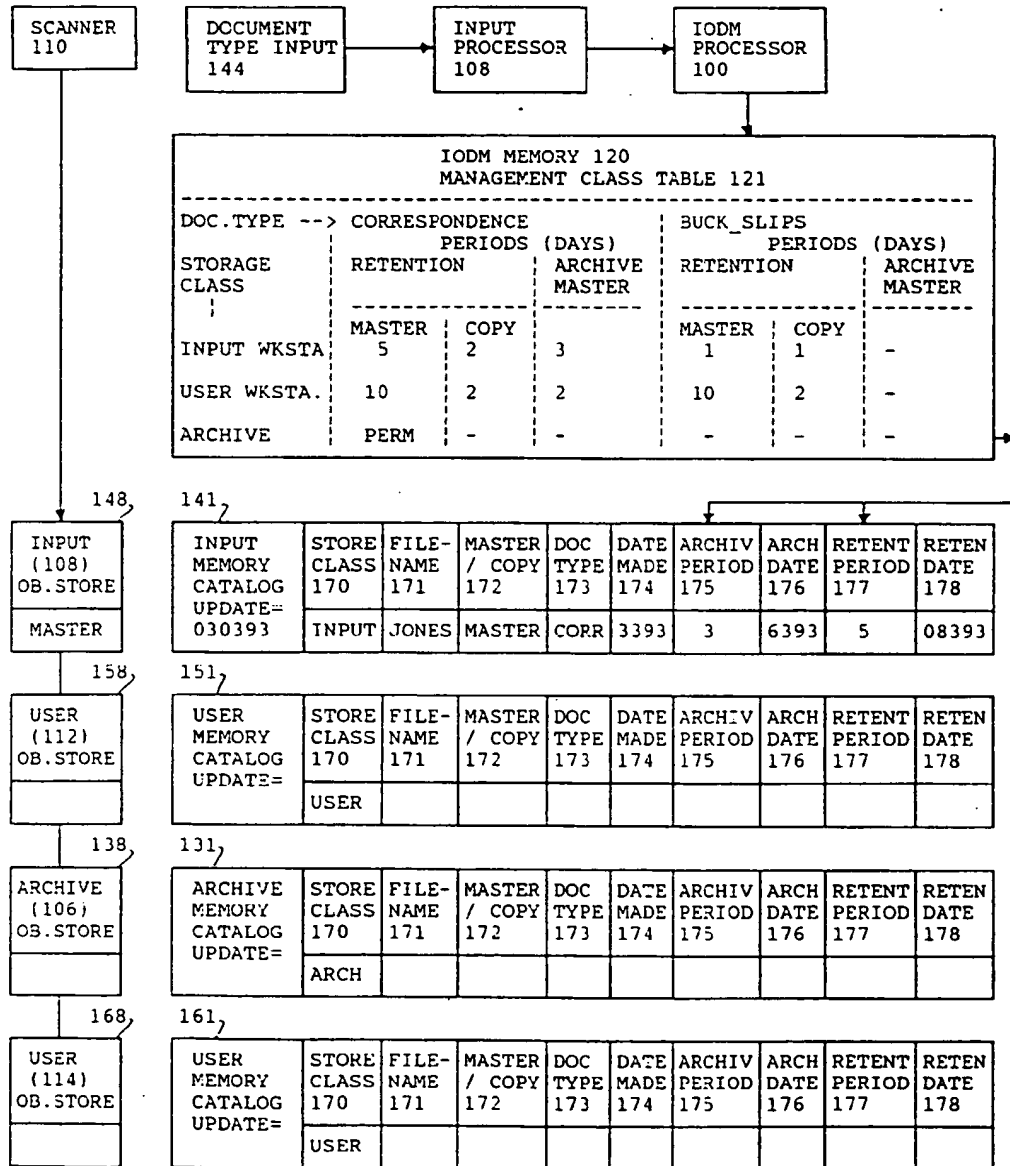 SCANNER
110
DOCUMENT
TYPE INPUT
144
INPUT
PROCESSOR
108
IODM
PROCESSOR
100
IODM MEMORY 120
MANAGEMENT CLASS TABLE 121
DOC.TYPE --> CORRESPONDENCE BUCK_SLIPS
PERIODS (DAYS) PERIODS (DAYS)
STORAGE RETENTION ARCHIVE RETENTION ARCHIVE
CLASS MASTER MASTER
MASTER COPY MASTER COPY
INPUT WKSTA 5 2 3 1 1 -
USER WKSTA. 10 2 2 10 2 -
ARCHIVE PERM - - - - -
148
INPUT
(108)
OB.STORE
MASTER
141
INPUT STORE FILE- MASTER DOC DATE ARCHIV ARCH RETENT RETEN
MEMORY CLASS NAME / COPY TYPE MADE PERIOD DATE PERIOD DATE
CATALOG 170 171 172 173 174 175 176 177 178
UPDATE=
030393 INPUT JONES MASTER CORR 3393 3 6393 5 08393
158
USER
(112)
OB.STORE
151
USER STORE FILE- MASTER DOC DATE ARCHIV ARCH RETENT RETEN
MEMORY CLASS NAME / COPY TYPE MADE PERIOD DATE PERIOD DATE
CATALOG 170 171 172 173 174 175 176 177 178
UPDATE=
USER
138
ARCHIVE
(106)
OB.STORE
131
ARCHIVE STORE FILE- MASTER DOC DATE ARCHIV ARCH RETENT RETEN
MEMORY CLASS NAME / COPY TYPE MADE PERIOD DATE PERIOD DATE
CATALOG 170 171 172 173 174 175 176 177 178
UPDATE=
ARCH
168
USER
(114)
OB.STORE
161
USER STORE FILE- MASTER DOC DATE ARCHIV ARCH RETENT RETEN
MEMORY CLASS NAME / COPY TYPE MADE PERIOD DATE PERIOD DATE
CATALOG 170 171 172 173 174 175 176 177 178
UPDATE=
USER